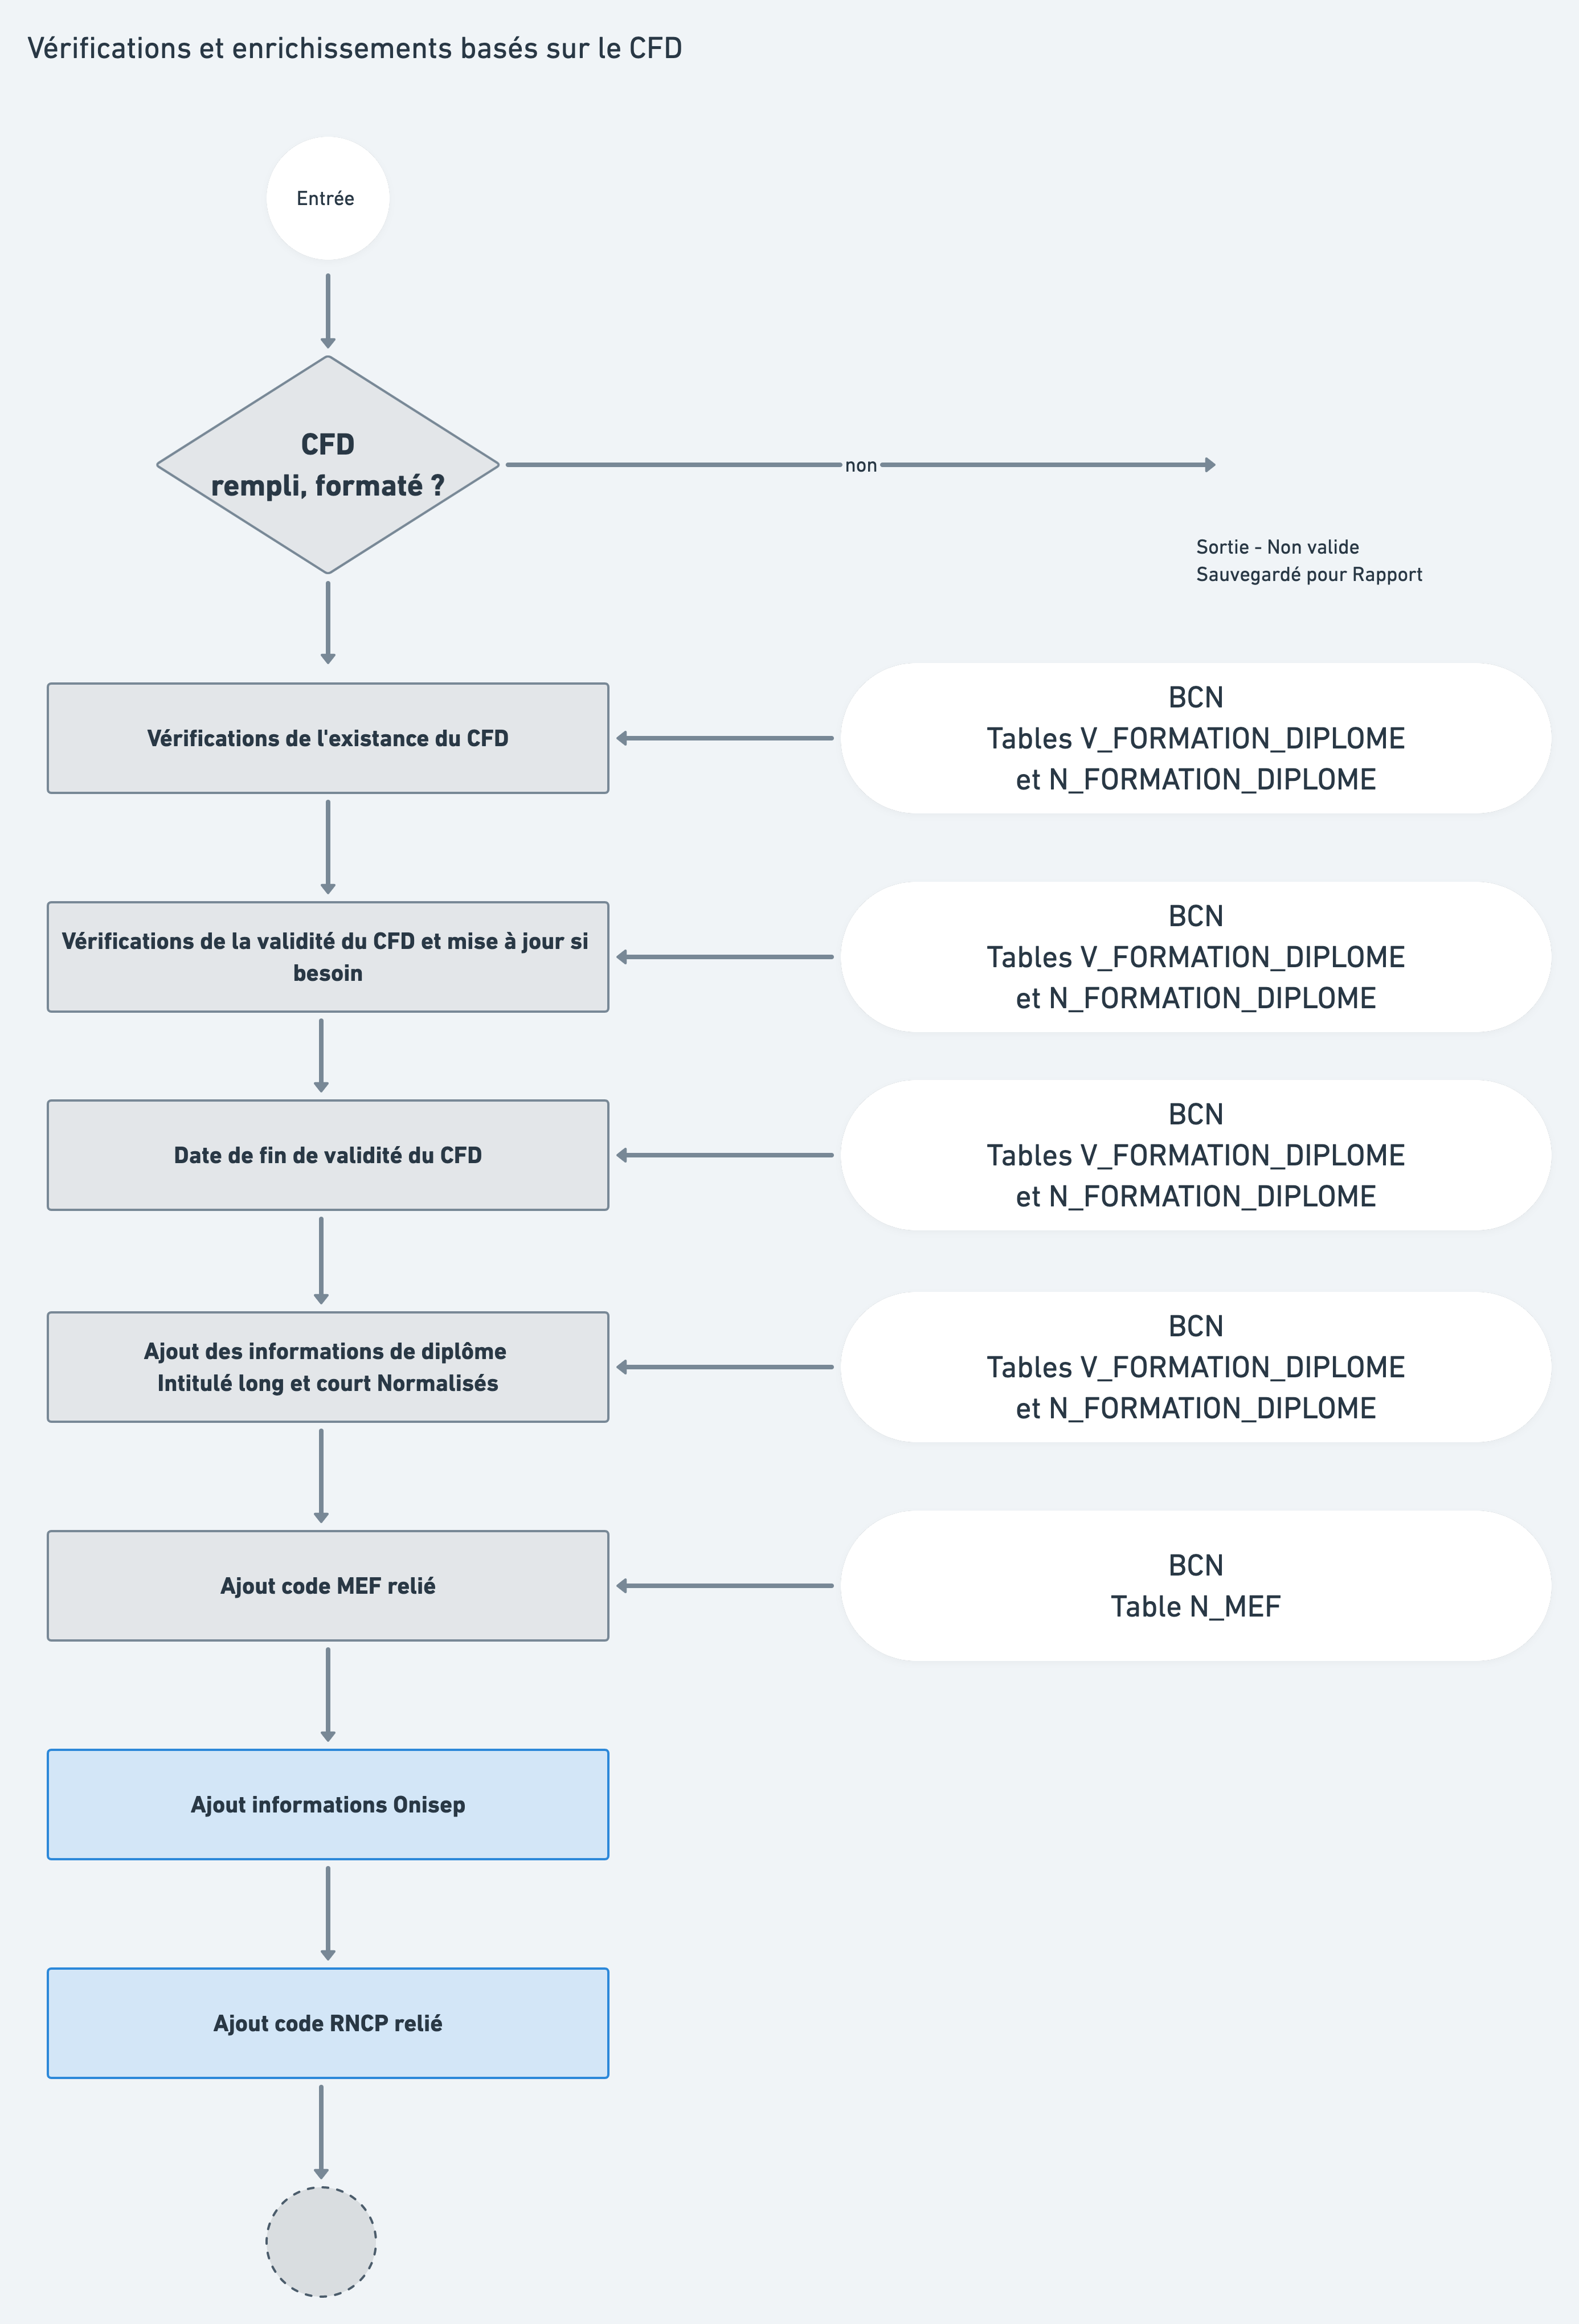 Vérifications et enrichissements basés sur le CFD
Entrée
CFD
rempli, formaté ?
non
Sortie - Non valide
Sauvegardé pour Rapport
Vérifications de l'existance du CFD
BCN
Tables V_FORMATION_DIPLOME
et N_FORMATION_DIPLOME
Vérifications de la validité du CFD et mise à jour si
besoin
BCN
Tables V_FORMATION_DIPLOME
et N_FORMATION_DIPLOME
Date de fin de validité du CFD
BCN
Tables V_FORMATION_DIPLOME
et N_FORMATION_DIPLOME
Ajout des informations de diplôme
Intitulé long et court Normalisés
BCN
Tables V_FORMATION_DIPLOME
et N_FORMATION_DIPLOME
Ajout code MEF relié
BCN
Table N_MEF
Ajout informations Onisep
Ajout code RNCP relié